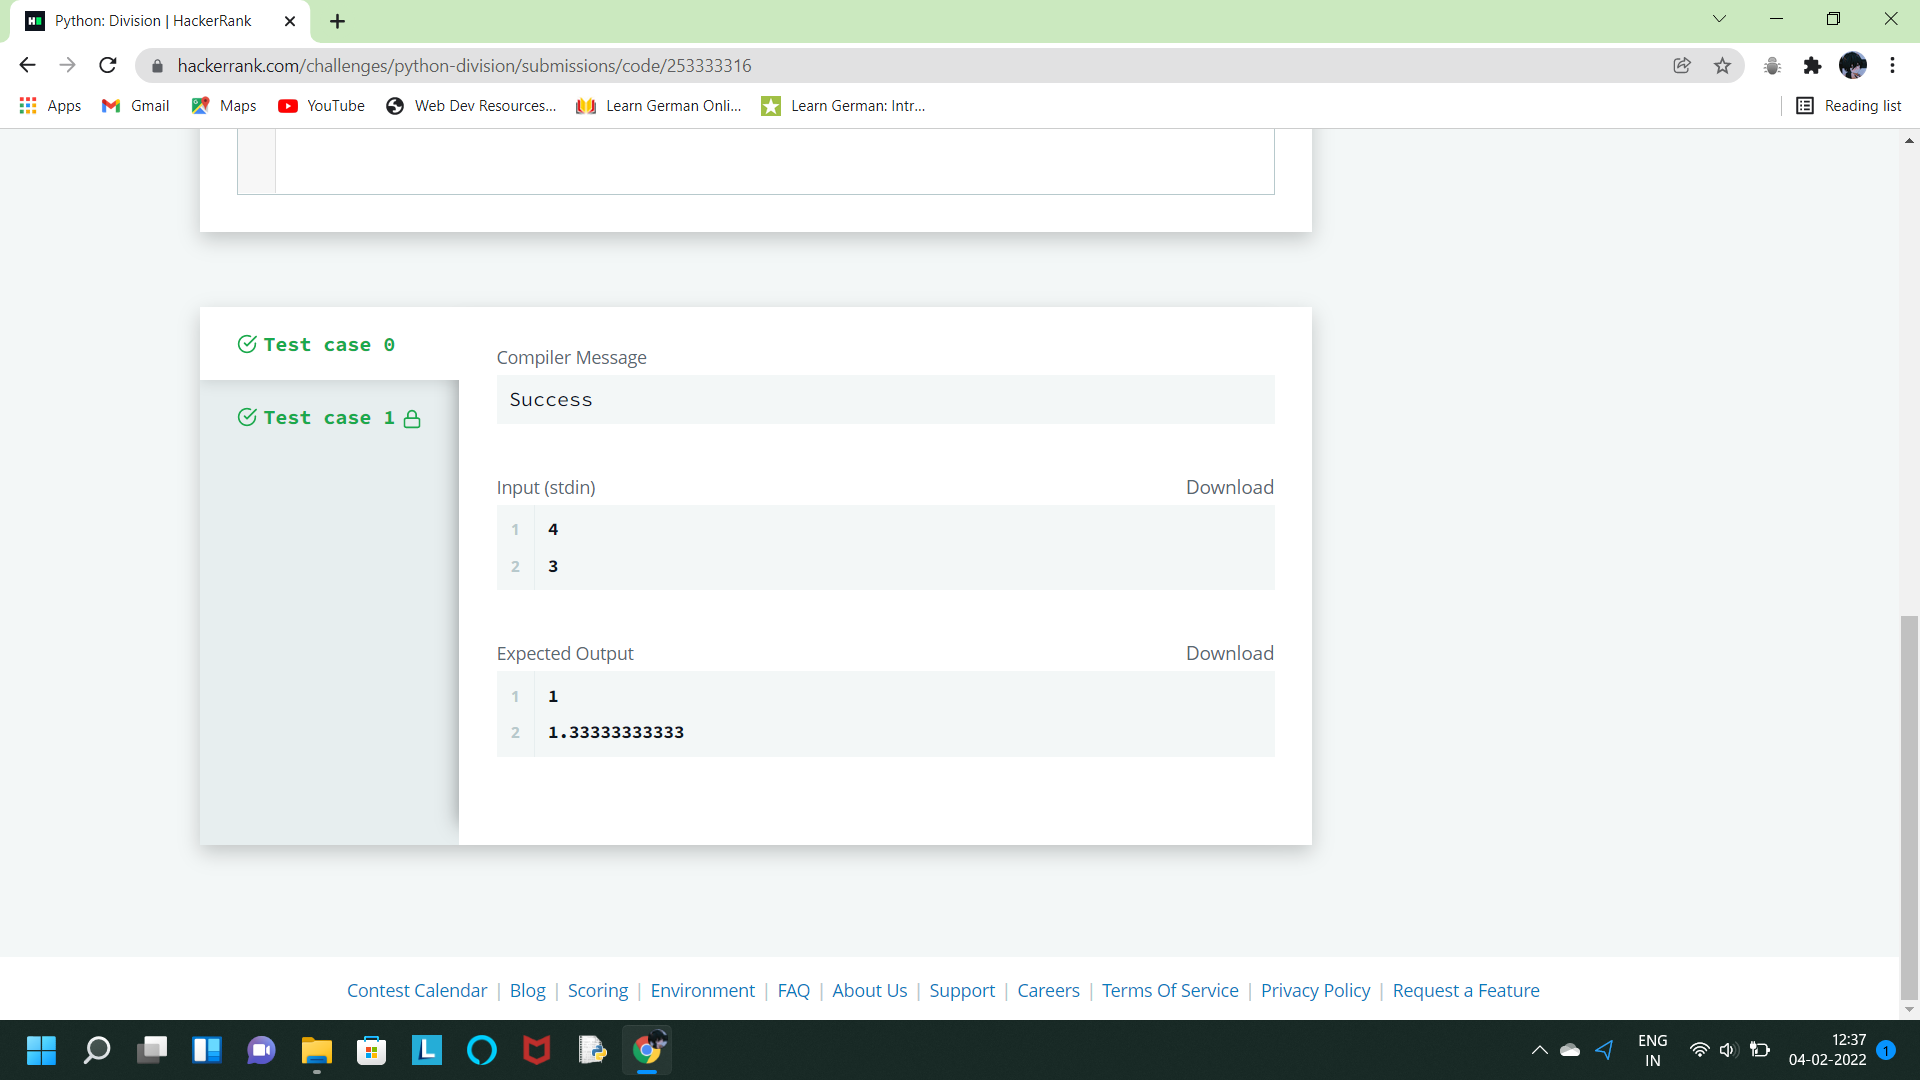 Python: Division | HackerRank
hackerrank.com/challenges/python-division/submissions/code/253333316
Apps Gmail Maps YouTube Web Dev Resources... Learn German Onli... Learn German: Intr... Reading list
Test case 0
Test case 1
Compiler Message
Success
Input (stdin) Download
1 4
2 3
Expected Output Download
1 1
2 1.33333333333
Contest Calendar | Blog | Scoring | Environment | FAQ | About Us | Support | Careers | Terms Of Service | Privacy Policy | Request a Feature
ENG
IN
12:37
04-02-2022
1